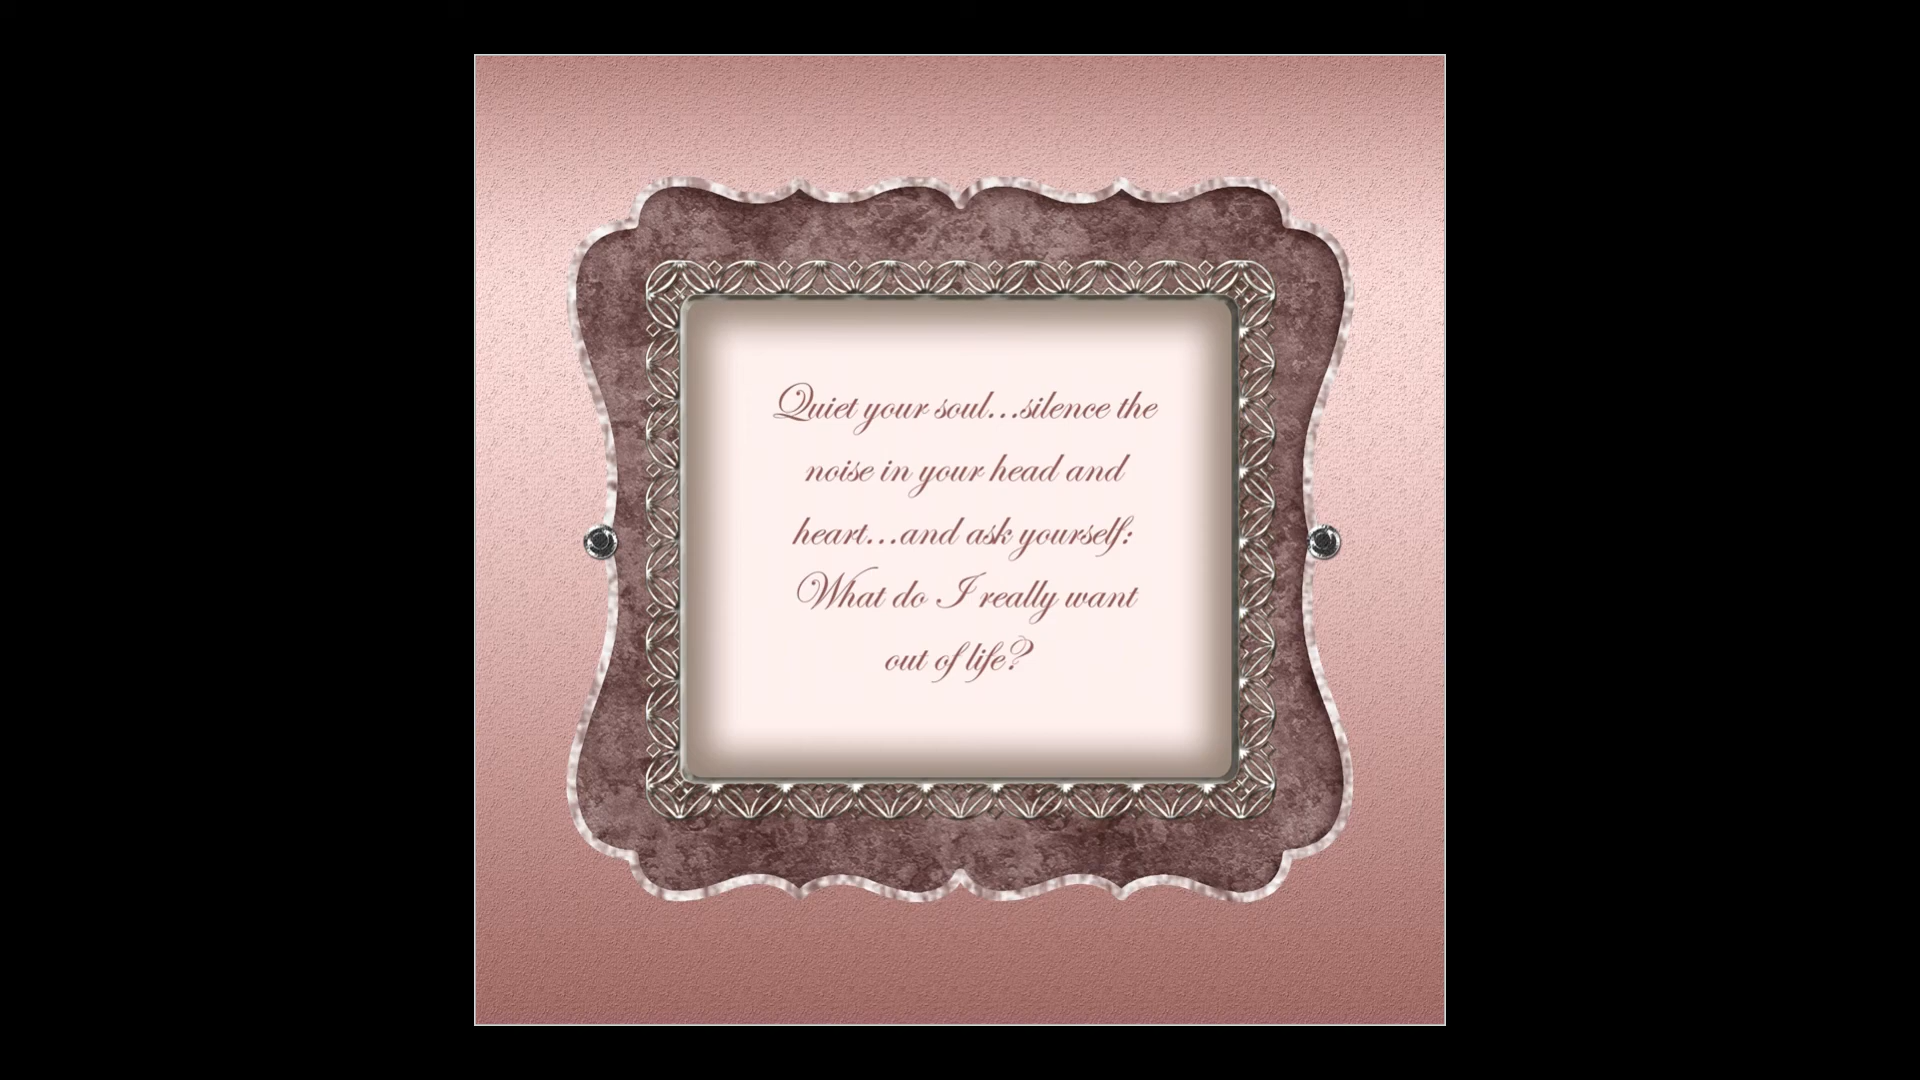 Quiet your soul...silence the
noise in your head and
heart...and ask yourself:
What do I really want
out of life?